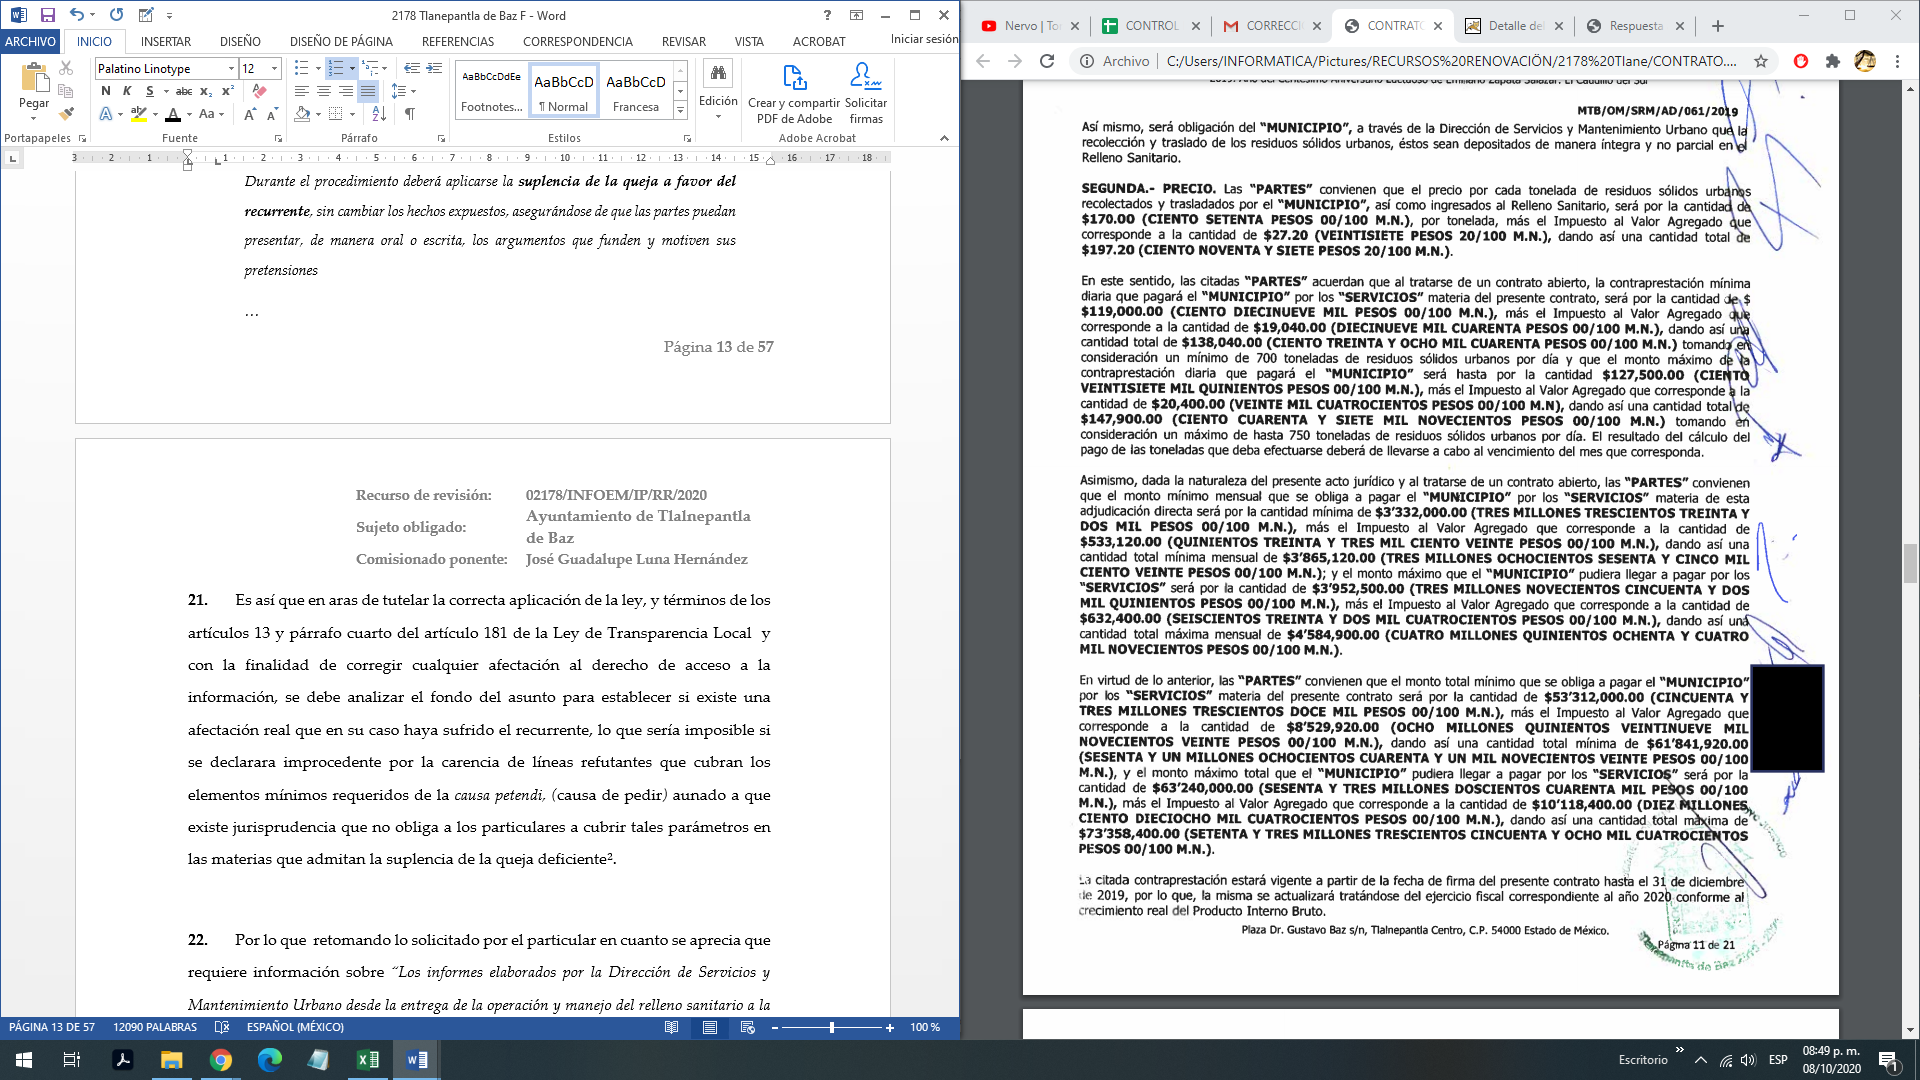 2178 Tlanepantla de Baz F - Word
ARCHIVO INICIO INSERTAR DISEÑO DISEÑO DE PÁGINA REFERENCIAS CORRESPONDENCIA REVISAR VISTA ACROBAT Iniciar sesión
Pegar
Palatino Linotype 12
N K S abc x₂ x²
AaBbCcDdEe AaBbCcD AaBbCcD
Footnotes... ¶ Normal Francesa
Edición
Crear y compartir PDF de Adobe
Solicitar firmas
Portapapeles Fuente Párrafo Estilos Adobe Acrobat
3 2 1 1 2 3 4 5 6 7 8 9 10 11 12 13 14 15 16 17 18
Durante el procedimiento deberá aplicarse la suplencia de la queja a favor del
recurrente, sin cambiar los hechos expuestos, asegurándose de que las partes puedan
presentar, de manera oral o escrita, los argumentos que funden y motiven sus
pretensiones
…
Página 13 de 57
Recurso de revisión: 02178/INFOEM/IP/RR/2020
Sujeto obligado: Ayuntamiento de Tlalnepantla
de Baz
Comisionado ponente: José Guadalupe Luna Hernández
21. Es así que en aras de tutelar la correcta aplicación de la ley, y términos de los
artículos 13 y párrafo cuarto del artículo 181 de la Ley de Transparencia Local y
con la finalidad de corregir cualquier afectación al derecho de acceso a la
información, se debe analizar el fondo del asunto para establecer si existe una
afectación real que en su caso haya sufrido el recurrente, lo que sería imposible si
se declarara improcedente por la carencia de líneas refutantes que cubran los
elementos mínimos requeridos de la causa petendi, (causa de pedir) aunado a que
existe jurisprudencia que no obliga a los particulares a cubrir tales parámetros en
las materias que admitan la suplencia de la queja deficiente².
22. Por lo que retomando lo solicitado por el particular en cuanto se aprecia que
requiere información sobre ¨Los informes elaborados por la Dirección de Servicios y
Mantenimiento Urbano desde la entrega de la operación y manejo del relleno sanitario a la
PÁGINA 13 DE 57 12090 PALABRAS ESPAÑOL (MÉXICO) 100 %
Nervo | Tor CONTROL CORRECCI CONTRATO Detalle del Respuesta
Archivo C:/Users/INFORMATICA/Pictures/RECURSOS%20RENOVACIÓN/2178%20Tlane/CONTRATO....
2019. Año del Centésimo Aniversario Luctuoso de Emiliano Zapata Salazar. El Caudillo del Sur
MTB/OM/SRM/AD/061/2019
Así mismo, será obligación del "MUNICIPIO", a través de la Dirección de Servicios y Mantenimiento Urbano que la
recolección y traslado de los residuos sólidos urbanos, éstos sean depositados de manera íntegra y no parcial en el
Relleno Sanitario.
SEGUNDA.- PRECIO. Las "PARTES" convienen que el precio por cada tonelada de residuos sólidos urbanos
recolectados y trasladados por el "MUNICIPIO", así como ingresados al Relleno Sanitario, será por la cantidad de
$170.00 (CIENTO SETENTA PESOS 00/100 M.N.), por tonelada, más el Impuesto al Valor Agregado que
corresponde a la cantidad de $27.20 (VEINTISIETE PESOS 20/100 M.N.), dando así una cantidad total de
$197.20 (CIENTO NOVENTA Y SIETE PESOS 20/100 M.N.).
En este sentido, las citadas "PARTES" acuerdan que al tratarse de un contrato abierto, la contraprestación mínima
diaria que pagará el "MUNICIPIO" por los "SERVICIOS" materia del presente contrato, será por la cantidad de $
$119,000.00 (CIENTO DIECINUEVE MIL PESOS 00/100 M.N.), más el Impuesto al Valor Agregado que
corresponde a la cantidad de $19,040.00 (DIECINUEVE MIL CUARENTA PESOS 00/100 M.N.), dando así una
cantidad total de $138,040.00 (CIENTO TREINTA Y OCHO MIL CUARENTA PESOS 00/100 M.N.) tomando en
consideración un mínimo de 700 toneladas de residuos sólidos urbanos por día y que el monto máximo de la
contraprestación diaria que pagará el "MUNICIPIO" será hasta por la cantidad $127,500.00 (CIENTO
VEINTISIETE MIL QUINIENTOS PESOS 00/100 M.N.), más el Impuesto al Valor Agregado que corresponde a la
cantidad de $20,400.00 (VEINTE MIL CUATROCIENTOS PESOS 00/100 M.N), dando así una cantidad total de
$147,900.00 (CIENTO CUARENTA Y SIETE MIL NOVECIENTOS PESOS 00/100 M.N.) tomando en
consideración un máximo de hasta 750 toneladas de residuos sólidos urbanos por día. El resultado del cálculo del
pago de las toneladas que deba efectuarse deberá de llevarse a cabo al vencimiento del mes que corresponda.
Asimismo, dada la naturaleza del presente acto jurídico y al tratarse de un contrato abierto, las "PARTES" convienen
que el monto mínimo mensual que se obliga a pagar el "MUNICIPIO" por los "SERVICIOS" materia de esta
adjudicación directa será por la cantidad mínima de $3'332,000.00 (TRES MILLONES TRESCIENTOS TREINTA Y
DOS MIL PESOS 00/100 M.N.), más el Impuesto al Valor Agregado que corresponde a la cantidad de
$533,120.00 (QUINIENTOS TREINTA Y TRES MIL CIENTO VEINTE PESOS 00/100 M.N.), dando así una
cantidad total mínima mensual de $3'865,120.00 (TRES MILLONES OCHOCIENTOS SESENTA Y CINCO MIL
CIENTO VEINTE PESOS 00/100 M.N.); y el monto máximo que el "MUNICIPIO" pudiera llegar a pagar por los
"SERVICIOS" será por la cantidad de $3'952,500.00 (TRES MILLONES NOVECIENTOS CINCUENTA Y DOS
MIL QUINIENTOS PESOS 00/100 M.N.), más el Impuesto al Valor Agregado que corresponde a la cantidad de
$632,400.00 (SEISCIENTOS TREINTA Y DOS MIL CUATROCIENTOS PESOS 00/100 M.N.), dando así una
cantidad total máxima mensual de $4'584,900.00 (CUATRO MILLONES QUINIENTOS OCHENTA Y CUATRO
MIL NOVECIENTOS PESOS 00/100 M.N.).
En virtud de lo anterior, las "PARTES" convienen que el monto total mínimo que se obliga a pagar el "MUNICIPIO"
por los "SERVICIOS" materia del presente contrato será por la cantidad de $53'312,000.00 (CINCUENTA Y
TRES MILLONES TRESCIENTOS DOCE MIL PESOS 00/100 M.N.), más el Impuesto al Valor Agregado que
corresponde a la cantidad de $8'529,920.00 (OCHO MILLONES QUINIENTOS VEINTINUEVE MIL
NOVECIENTOS VEINTE PESOS 00/100 M.N.), dando así una cantidad total mínima de $61'841,920.00
(SESENTA Y UN MILLONES OCHOCIENTOS CUARENTA Y UN MIL NOVECIENTOS VEINTE PESOS 00/100
M.N.), y el monto máximo total que el "MUNICIPIO" pudiera llegar a pagar por los "SERVICIOS" será por la
cantidad de $63'240,000.00 (SESENTA Y TRES MILLONES DOSCIENTOS CUARENTA MIL PESOS 00/100
M.N.), más el Impuesto al Valor Agregado que corresponde a la cantidad de $10'118,400.00 (DIEZ MILLONES
CIENTO DIECIOCHO MIL CUATROCIENTOS PESOS 00/100 M.N.), dando así una cantidad total máxima de
$73'358,400.00 (SETENTA Y TRES MILLONES TRESCIENTOS CINCUENTA Y OCHO MIL CUATROCIENTOS
PESOS 00/100 M.N.).
La citada contraprestación estará vigente a partir de la fecha de firma del presente contrato hasta el 31 de diciembre
de 2019, por lo que, la misma se actualizará tratándose del ejercicio fiscal correspondiente al año 2020 conforme al
crecimiento real del Producto Interno Bruto.
Plaza Dr. Gustavo Baz s/n, Tlalnepantla Centro, C.P. 54000 Estado de México.
Página 11 de 21
Escritorio ESP 08:49 p. m.
08/10/2020